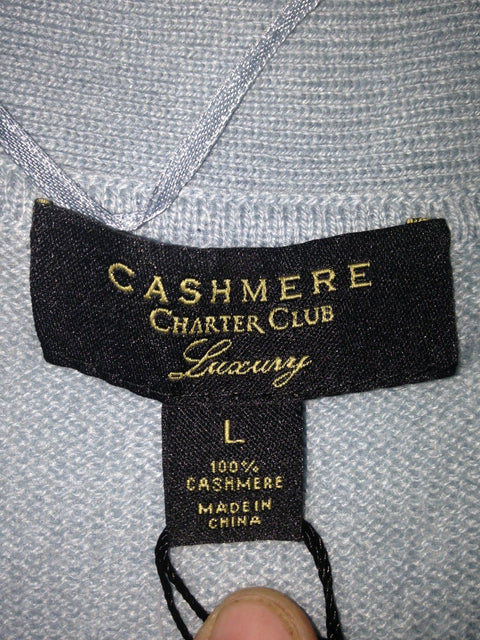 CASHMERE
CHARTER CLUB
Luxury
L
100%
CASHMERE
MADE IN
CHINA